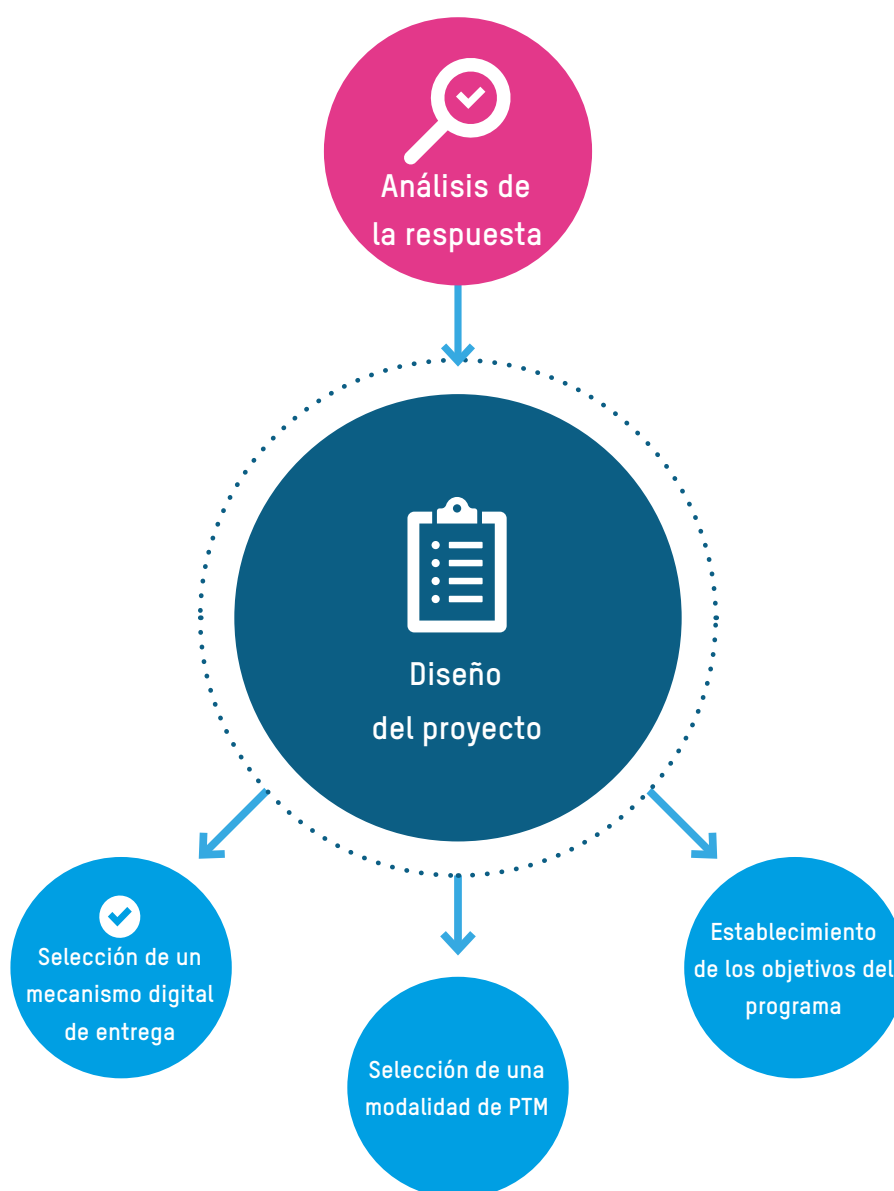 Análisis de
la respuesta
Diseño
del proyecto
Selección de un
mecanismo digital
de entrega
Selección de una
modalidad de PTM
Establecimiento
de los objetivos del
programa